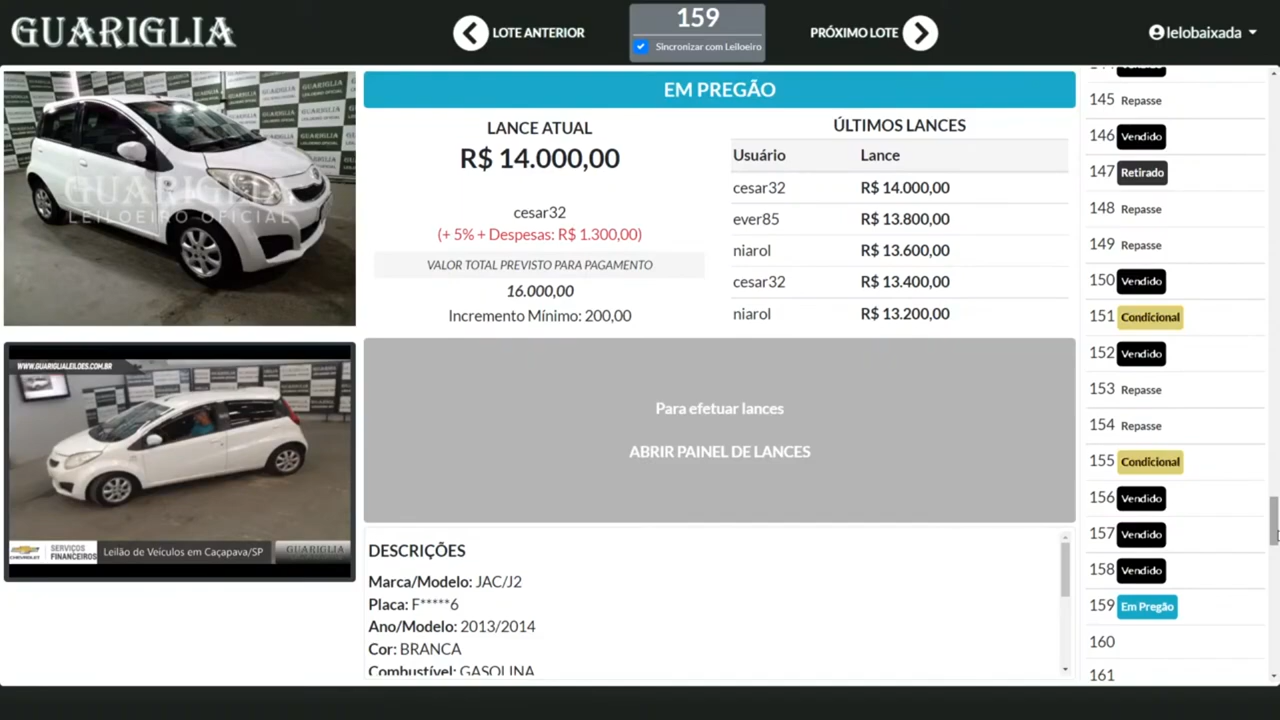 GUARIGLIA
LOTE ANTERIOR
159
Sincronizar com Leiloeiro
PRÓXIMO LOTE
lelobaixada
GUARIGLIA
LEILOEIRO OFICIAL
EM PREGÃO
LANCE ATUAL
R$ 14.000,00
cesar32
(+ 5% + Despesas: R$ 1.300,00)
VALOR TOTAL PREVISTO PARA PAGAMENTO
16.000,00
Incremento Mínimo: 200,00
ÚLTIMOS LANCES
Usuário Lance
cesar32 R$ 14.000,00
ever85 R$ 13.800,00
niarol R$ 13.600,00
cesar32 R$ 13.400,00
niarol R$ 13.200,00
WWW.GUARIGLIALEILOES.COM.BR
CHEVROLET
SERVIÇOS
FINANCEIROS
Leilão de Veículos em Caçapava/SP
GUARIGLIA
Para efetuar lances
ABRIR PAINEL DE LANCES
DESCRIÇÕES
Marca/Modelo: JAC/J2
Placa: F*****6
Ano/Modelo: 2013/2014
Cor: BRANCA
Combustível: GASOLINA
145 Repasse
146 Vendido
147 Retirado
148 Repasse
149 Repasse
150 Vendido
151 Condicional
152 Vendido
153 Repasse
154 Repasse
155 Condicional
156 Vendido
157 Vendido
158 Vendido
159 Em Pregão
160
161